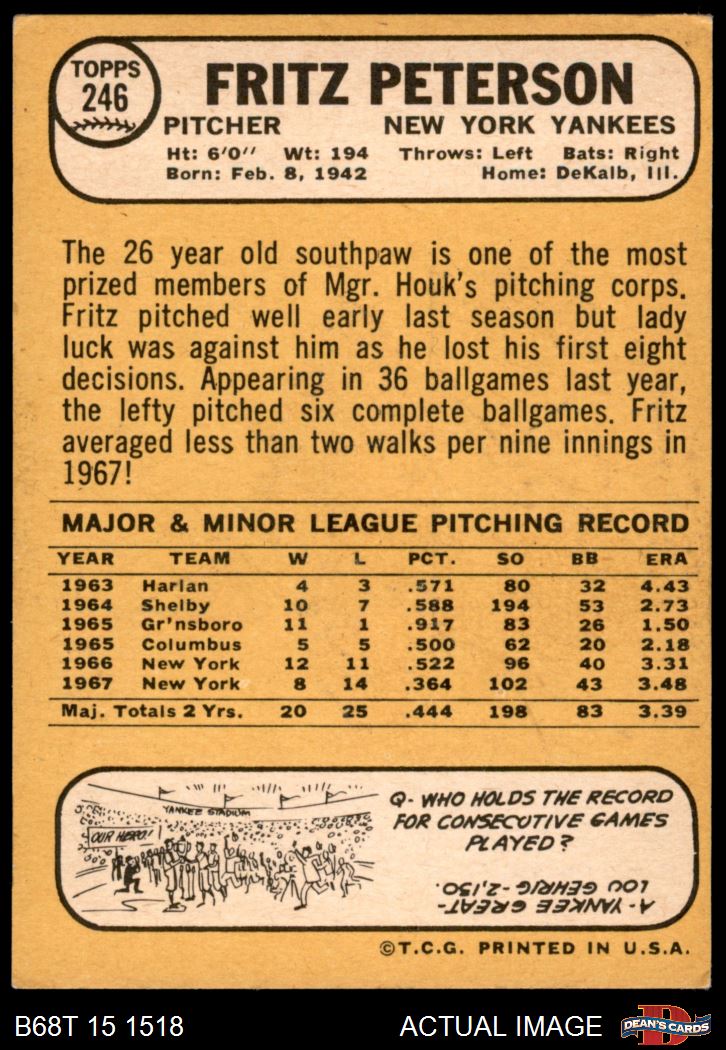 TOPPS
246
FRITZ PETERSON
PITCHER NEW YORK YANKEES
Ht: 6'0" Wt: 194 Throws: Left Bats: Right
Born: Feb. 8, 1942 Home: DeKalb, Ill.
The 26 year old southpaw is one of the most
prized members of Mgr. Houk's pitching corps.
Fritz pitched well early last season but lady
luck was against him as he lost his first eight
decisions. Appearing in 36 ballgames last year,
the lefty pitched six complete ballgames. Fritz
averaged less than two walks per nine innings in
1967!
MAJOR & MINOR LEAGUE PITCHING RECORD
YEAR TEAM W L PCT. SO BB ERA
1963 Harlan 4 3 .571 80 32 4.43
1964 Shelby 10 7 .588 194 53 2.73
1965 Gr'nsboro 11 1 .917 83 26 1.50
1965 Columbus 5 5 .500 62 20 2.18
1966 New York 12 11 .522 96 40 3.31
1967 New York 8 14 .364 102 43 3.48
Maj. Totals 2 Yrs. 20 25 .444 198 83 3.39
YANKEE STADIUM
OUR HERO!
Q- WHO HOLDS THE RECORD
FOR CONSECUTIVE GAMES
PLAYED?
A- YANKEE GREAT-
LOU GEHRIG-2,130.
©T.C.G. PRINTED IN U.S.A.
B68T 15 1518 ACTUAL IMAGE
DEAN'S CARDS